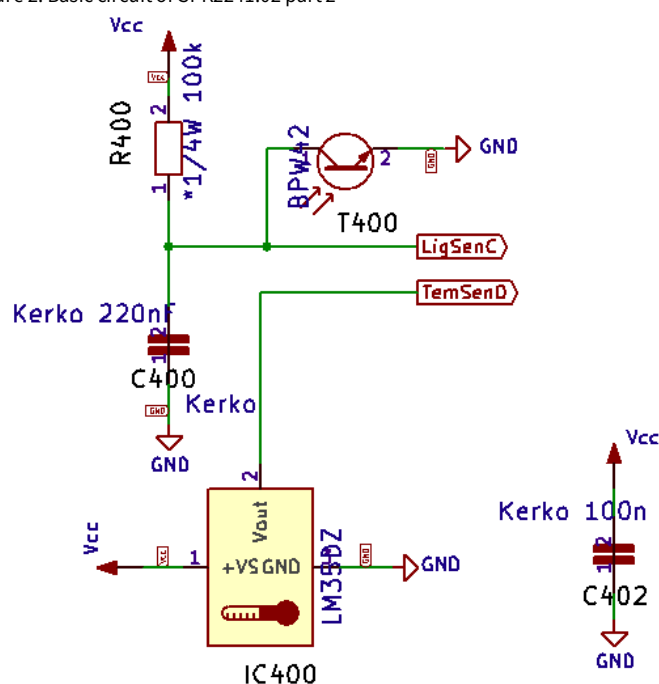 Vcc
Vcc
2
R400
*1/4W 100k
1
1
BPW42
2
GND
GND
T400
LigSenC
TemSenD
Kerko 220nF
2
1
C400
Kerko
GND
GND
2
Vcc
Vcc
1
Vout
+VS GND
LM35DZ
GND
GND
IC400
Vcc
Kerko 100n
2
1
C402
GND